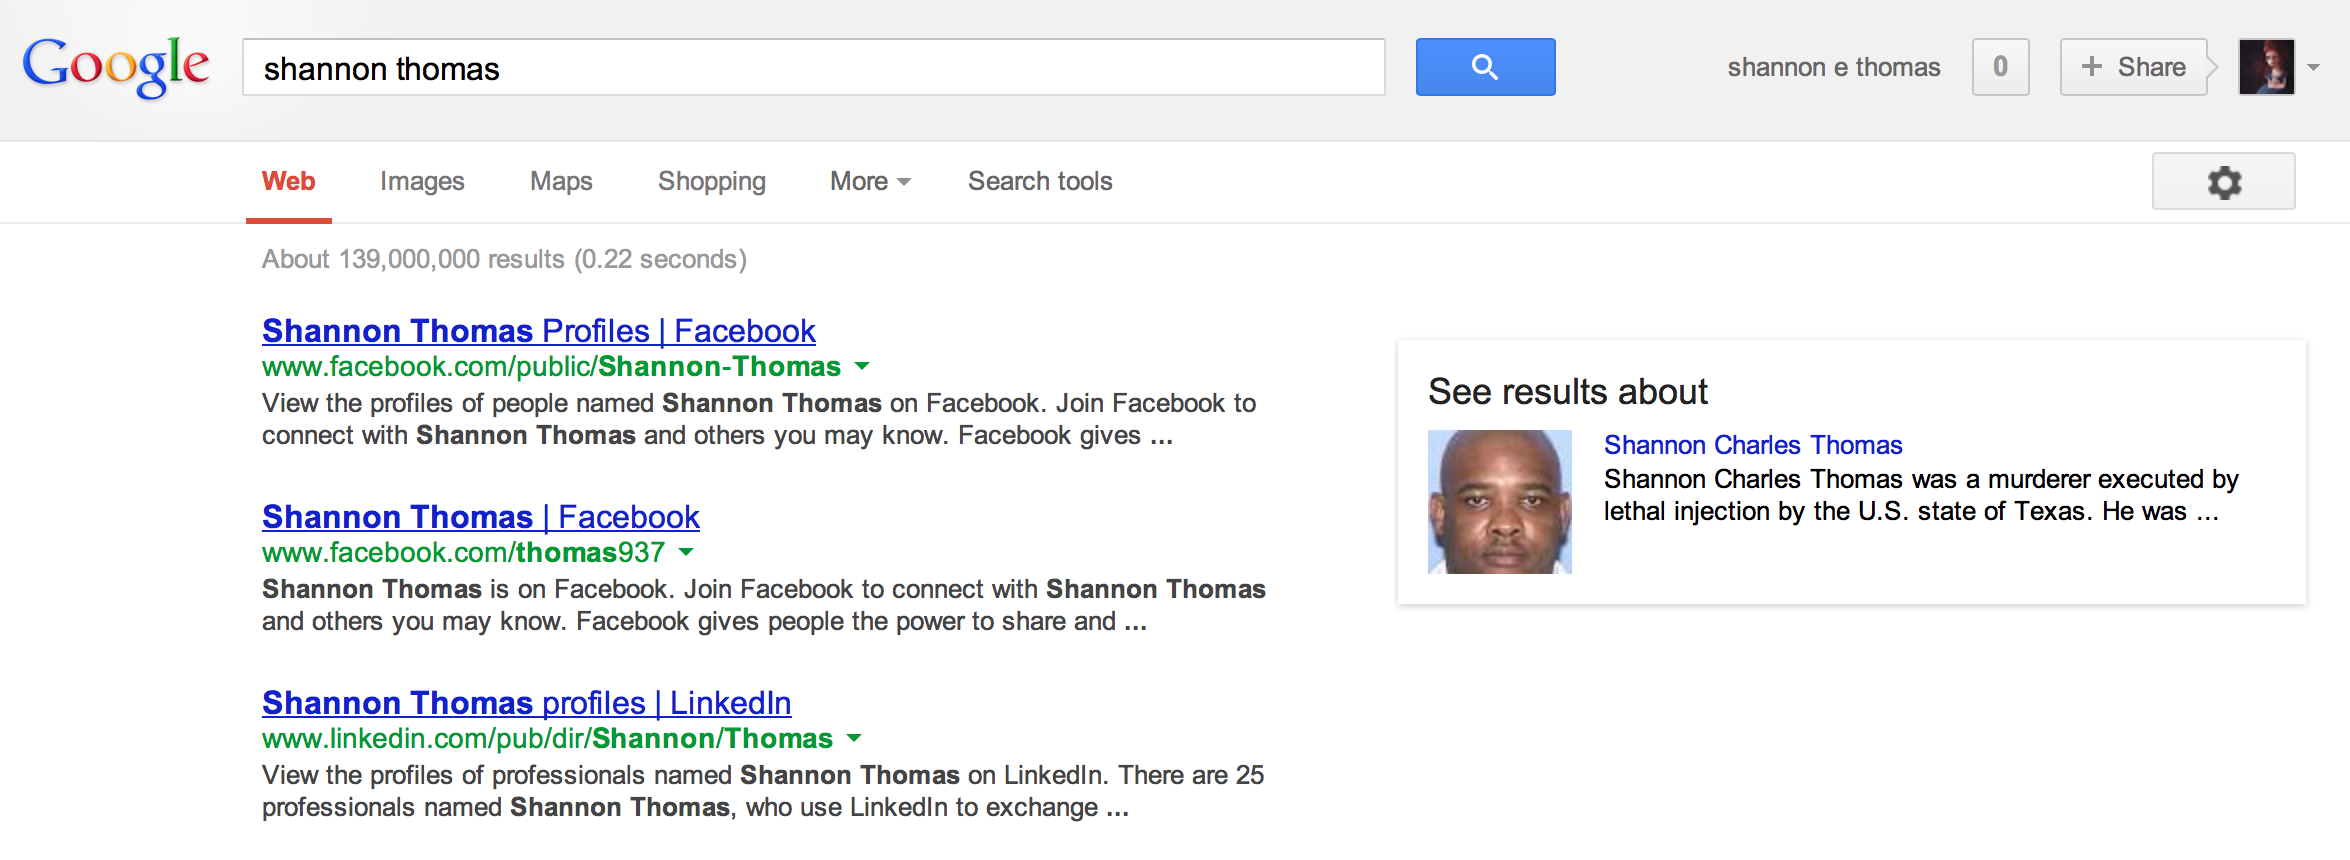 Google
shannon thomas
shannon e thomas
0
+ Share
Web Images Maps Shopping More Search tools
About 139,000,000 results (0.22 seconds)
Shannon Thomas Profiles | Facebook
www.facebook.com/public/Shannon-Thomas
View the profiles of people named Shannon Thomas on Facebook. Join Facebook to
connect with Shannon Thomas and others you may know. Facebook gives ...
Shannon Thomas | Facebook
www.facebook.com/thomas937
Shannon Thomas is on Facebook. Join Facebook to connect with Shannon Thomas
and others you may know. Facebook gives people the power to share and ...
Shannon Thomas profiles | LinkedIn
www.linkedin.com/pub/dir/Shannon/Thomas
View the profiles of professionals named Shannon Thomas on LinkedIn. There are 25
professionals named Shannon Thomas, who use LinkedIn to exchange ...
See results about
Shannon Charles Thomas
Shannon Charles Thomas was a murderer executed by
lethal injection by the U.S. state of Texas. He was ...